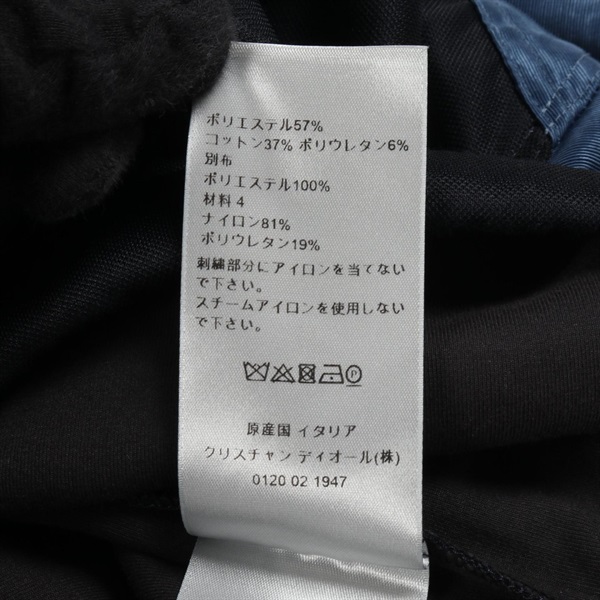 ポリエステル57%
コットン37% ポリウレタン6%
別布
ポリエステル100%
材料 4
ナイロン81%
ポリウレタン19%
刺繍部分にアイロンを当てない
で下さい。
スチームアイロンを使用しない
で下さい。
P
原産国 イタリア
クリスチャン ディオール(株)
0120 02 1947